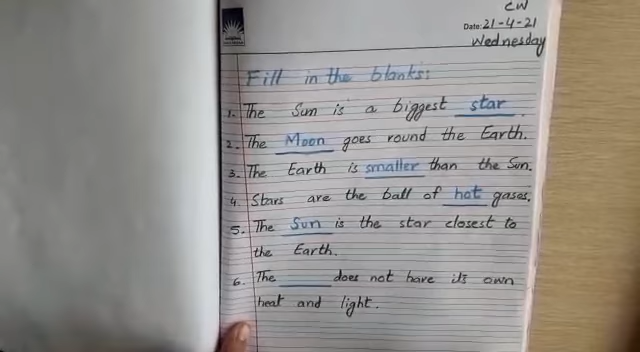 CW
Date: 21-4-21
Wednesday
Fill in the blanks:
1. The Sun is a biggest star.
2. The Moon goes round the Earth.
3. The Earth is smaller than the Sun.
4. Stars are the ball of hot gases.
5. The Sun is the star closest to
the Earth.
6. The ______ does not have its own
heat and light.